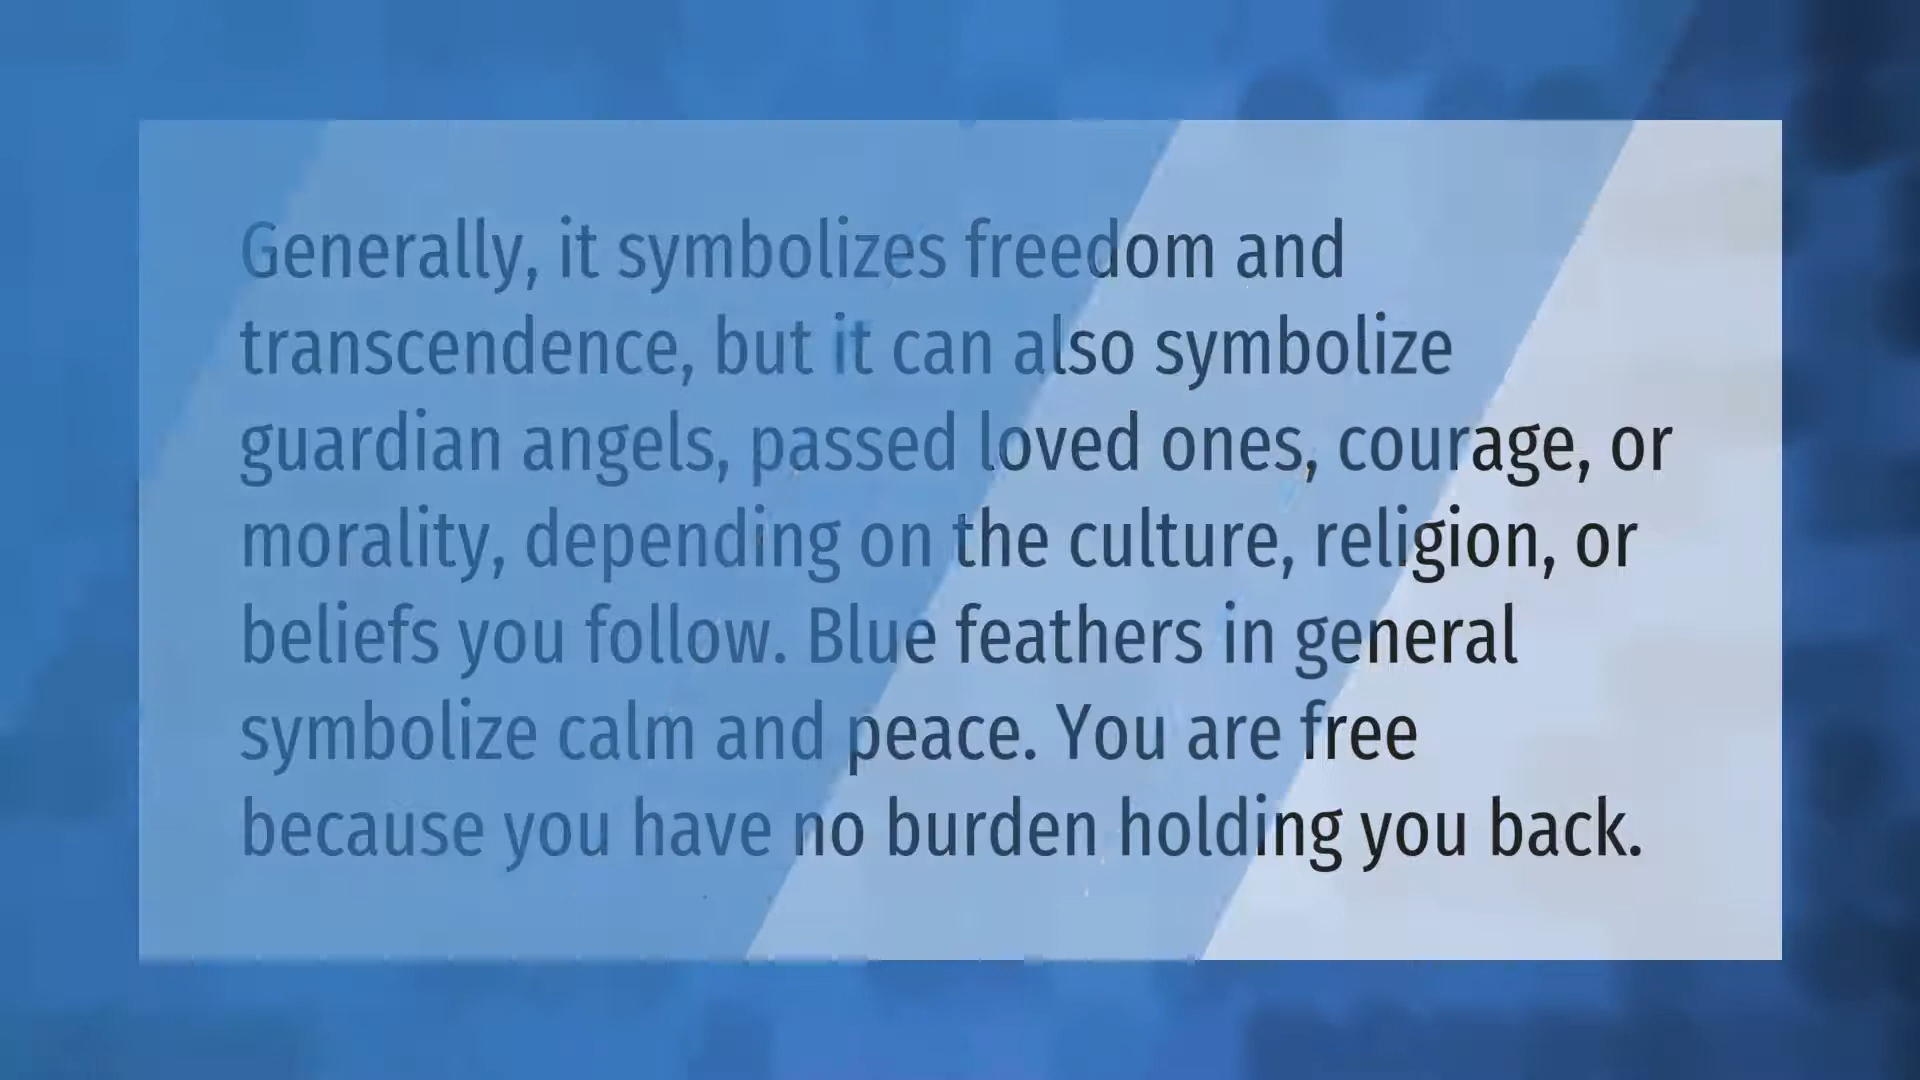 Generally, it symbolizes freedom and
transcendence, but it can also symbolize
guardian angels, passed loved ones, courage, or
morality, depending on the culture, religion, or
beliefs you follow. Blue feathers in general
symbolize calm and peace. You are free
because you have no burden holding you back.